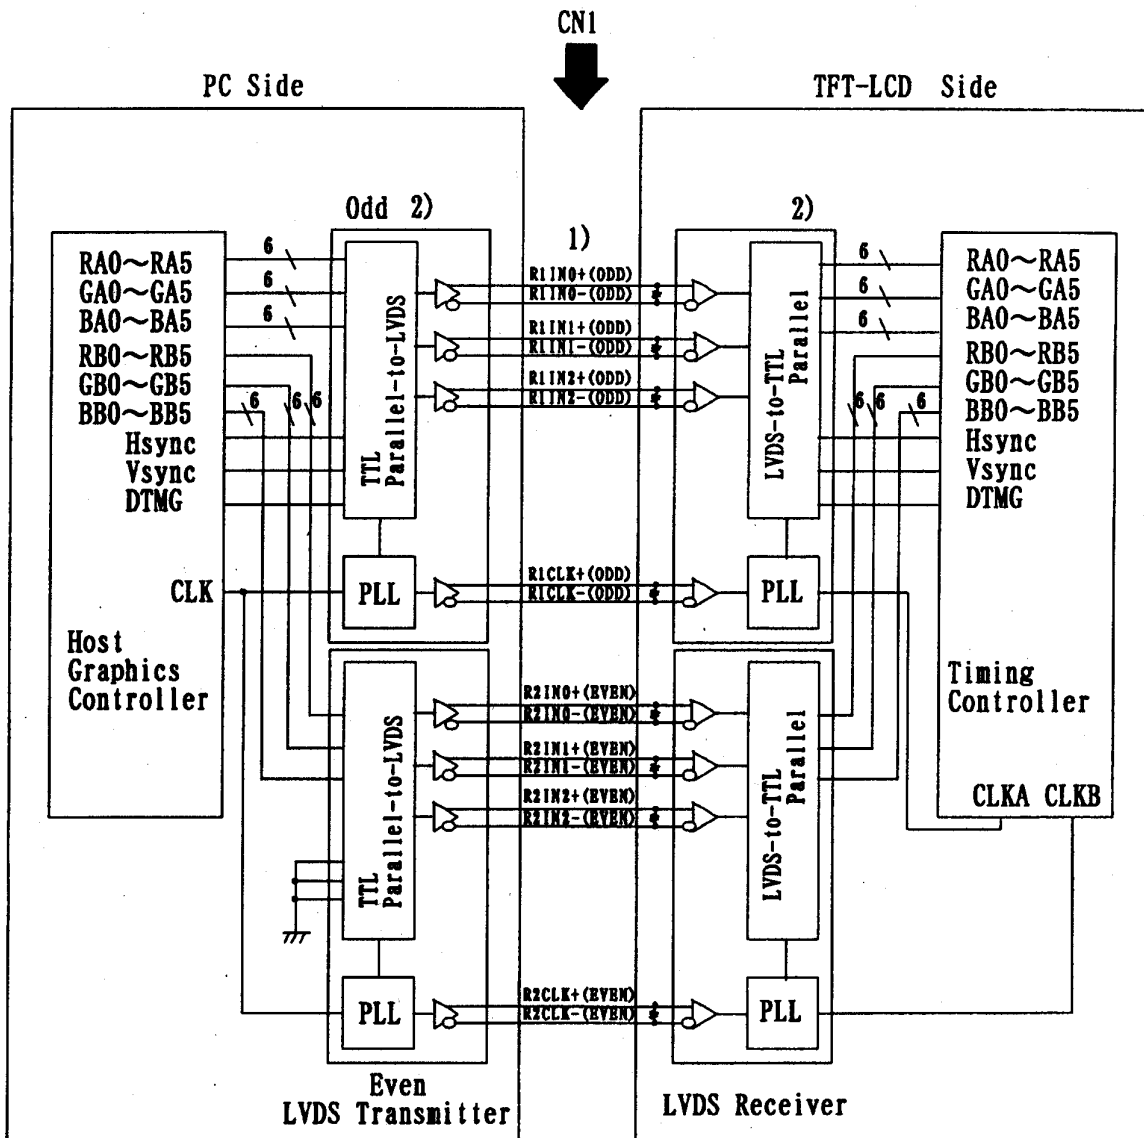 CN1
PC Side
TFT-LCD Side
Odd 2)
1)
2)
RA0～RA5
GA0～GA5
BA0～BA5
RB0～RB5
GB0～GB5
BB0～BB5
Hsync
Vsync
DTMG
CLK
Host
Graphics
Controller
6
6
6
6
6
6
TTL
Parallel-to-LVDS
PLL
R1IN0+(ODD)
R1IN0-(ODD)
R1IN1+(ODD)
R1IN1-(ODD)
R1IN2+(ODD)
R1IN2-(ODD)
R1CLK+(ODD)
R1CLK-(ODD)
LVDS-to-TTL
Parallel
PLL
6
6
6
6
6
6
RA0～RA5
GA0～GA5
BA0～BA5
RB0～RB5
GB0～GB5
BB0～BB5
Hsync
Vsync
DTMG
Timing
Controller
CLKA CLKB
TTL
Parallel-to-LVDS
PLL
R2IN0+(EVEN)
R2IN0-(EVEN)
R2IN1+(EVEN)
R2IN1-(EVEN)
R2IN2+(EVEN)
R2IN2-(EVEN)
R2CLK+(EVEN)
R2CLK-(EVEN)
LVDS-to-TTL
Parallel
PLL
Even
LVDS Transmitter
LVDS Receiver